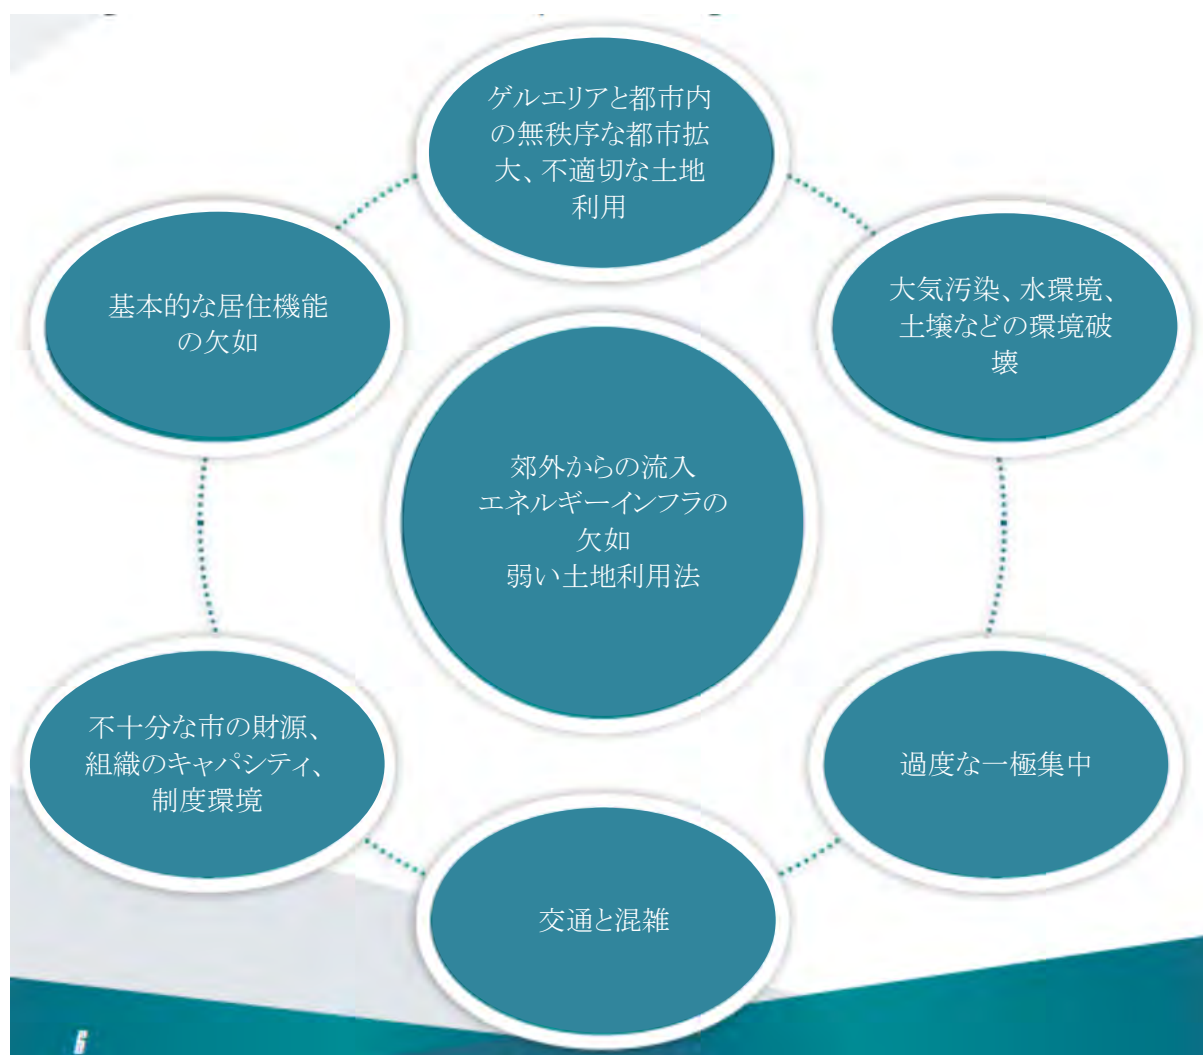 ゲルエリアと都市内
の無秩序な都市拡
大、不適切な土地
利用
基本的な居住機能
の欠如
大気汚染、水環境、
土壌などの環境破
壊
郊外からの流入
エネルギーインフラの
欠如
弱い土地利用法
不十分な市の財源、
組織のキャパシティ、
制度環境
過度な一極集中
交通と混雑